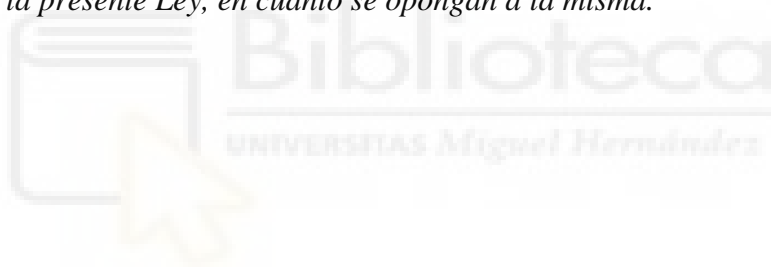 la presente Ley, en cuanto se opongan a la misma.
Biblioteca
UNIVERSITAS Miguel Hernández